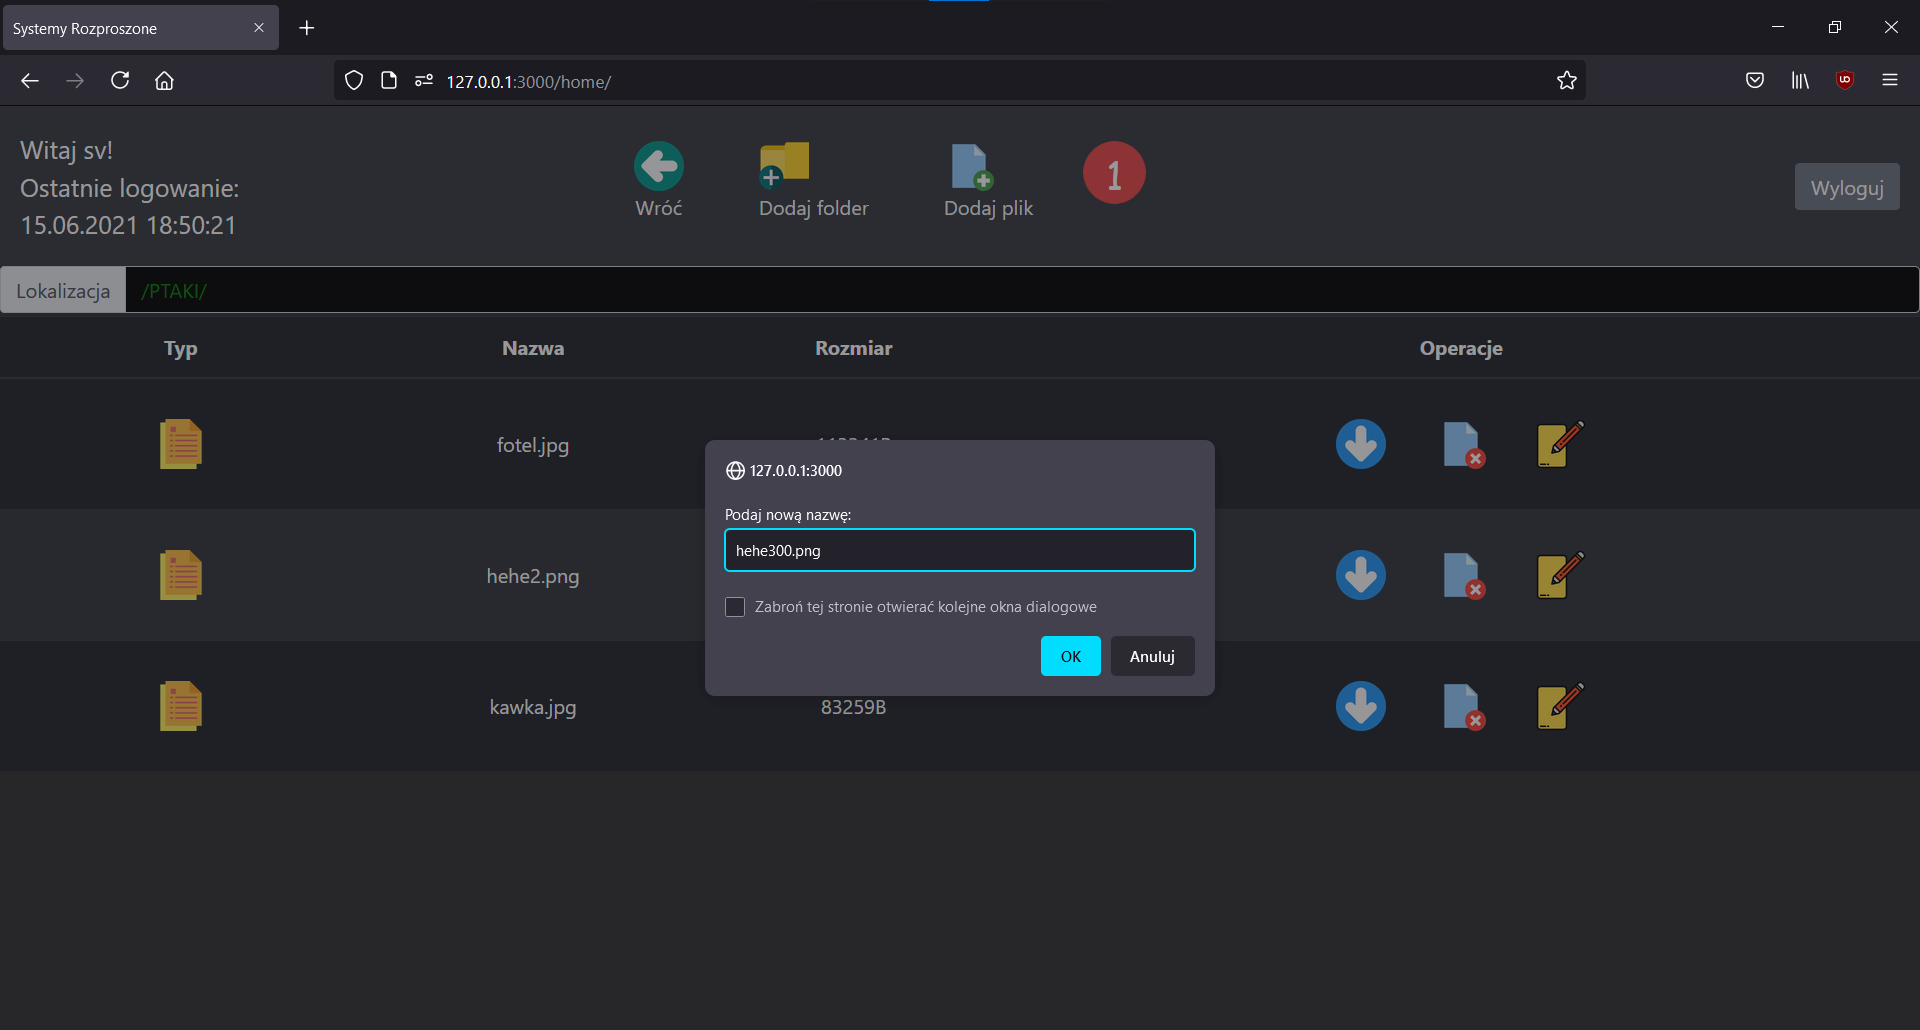 Systemy Rozproszone
127.0.0.1:3000/home/
Witaj sv!
Ostatnie logowanie:
15.06.2021 18:50:21
Wróć
Dodaj folder
Dodaj plik
1
Wyloguj
Lokalizacja
/PTAKI/
Typ
Nazwa
Rozmiar
Operacje
fotel.jpg
127.0.0.1:3000
Podaj nową nazwę:
hehe300.png
hehe2.png
Zabroń tej stronie otwierać kolejne okna dialogowe
OK
Anuluj
kawka.jpg
83259B